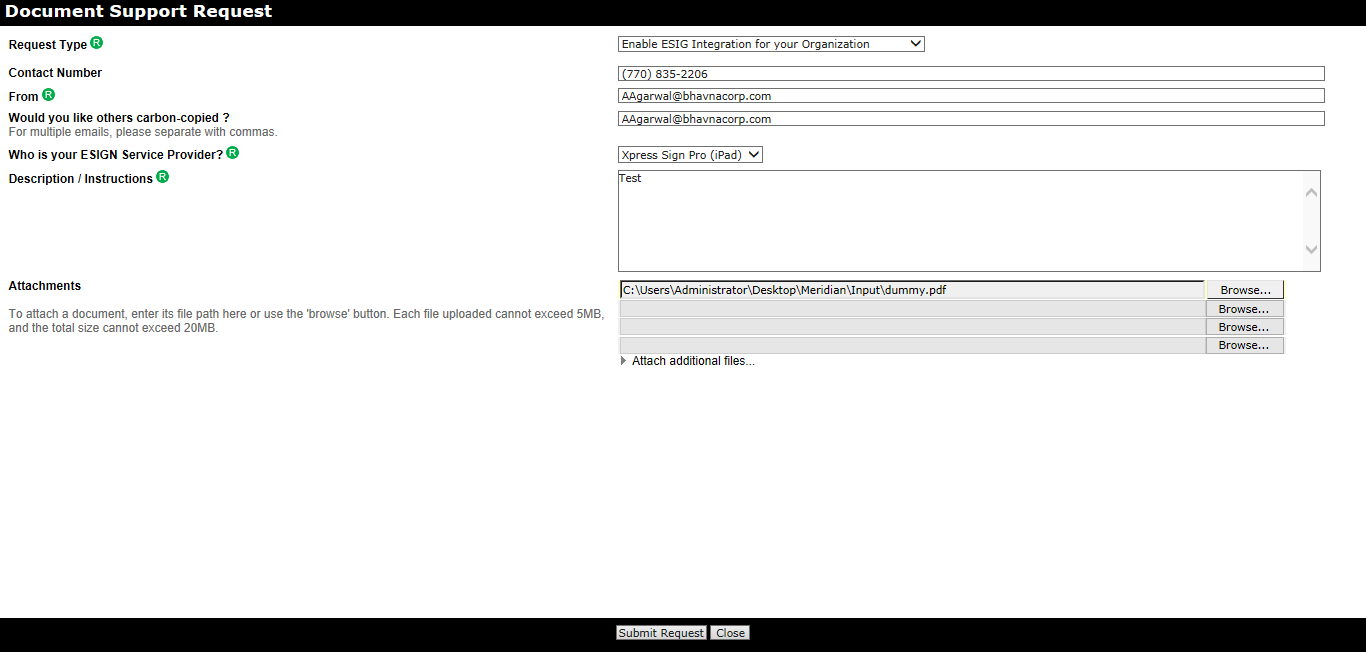 Document Support Request
Request Type R
Enable ESIG Integration for your Organization
Contact Number
(770) 835-2206
From R
AAgarwal@bhavnacorp.com
Would you like others carbon-copied ?
For multiple emails, please separate with commas.
AAgarwal@bhavnacorp.com
Who is your ESIGN Service Provider? R
Xpress Sign Pro (iPad)
Description / Instructions R
Test
Attachments
To attach a document, enter its file path here or use the 'browse' button. Each file uploaded cannot exceed 5MB,
and the total size cannot exceed 20MB.
C:\Users\Administrator\Desktop\Meridian\Input\dummy.pdf
Browse...
Browse...
Browse...
Browse...
Attach additional files...
Submit Request Close